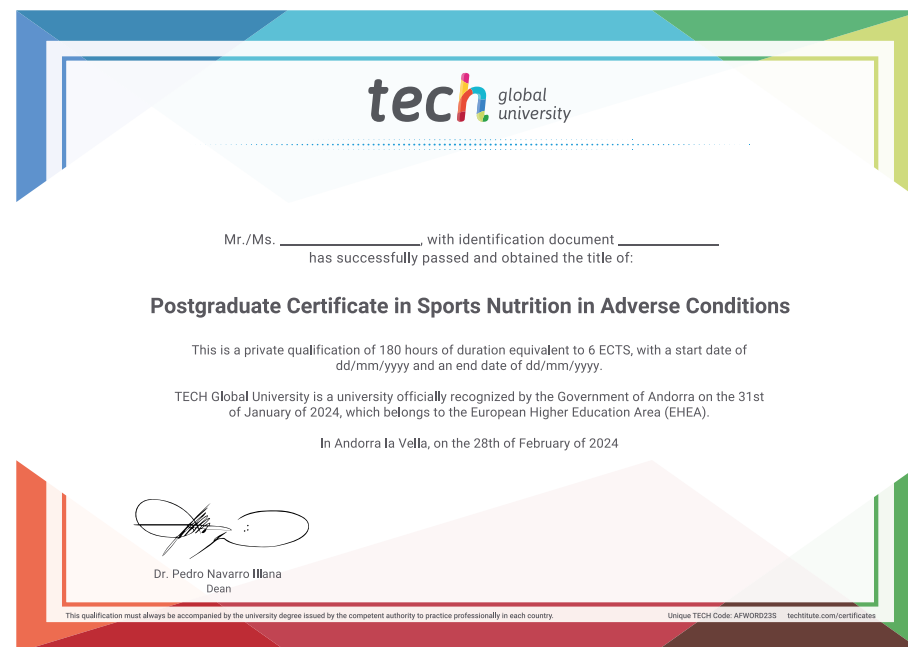 tech global
university
Mr./Ms. ____________, with identification document ____________
has successfully passed and obtained the title of:
Postgraduate Certificate in Sports Nutrition in Adverse Conditions
This is a private qualification of 180 hours of duration equivalent to 6 ECTS, with a start date of
dd/mm/yyyy and an end date of dd/mm/yyyy.
TECH Global University is a university officially recognized by the Government of Andorra on the 31st
of January of 2024, which belongs to the European Higher Education Area (EHEA).
In Andorra la Vella, on the 28th of February of 2024
Dr. Pedro Navarro Illana
Dean
This qualification must always be accompanied by the university degree issued by the competent authority to practice professionally in each country.
Unique TECH Code: AFWORD23S techtitute.com/certificates